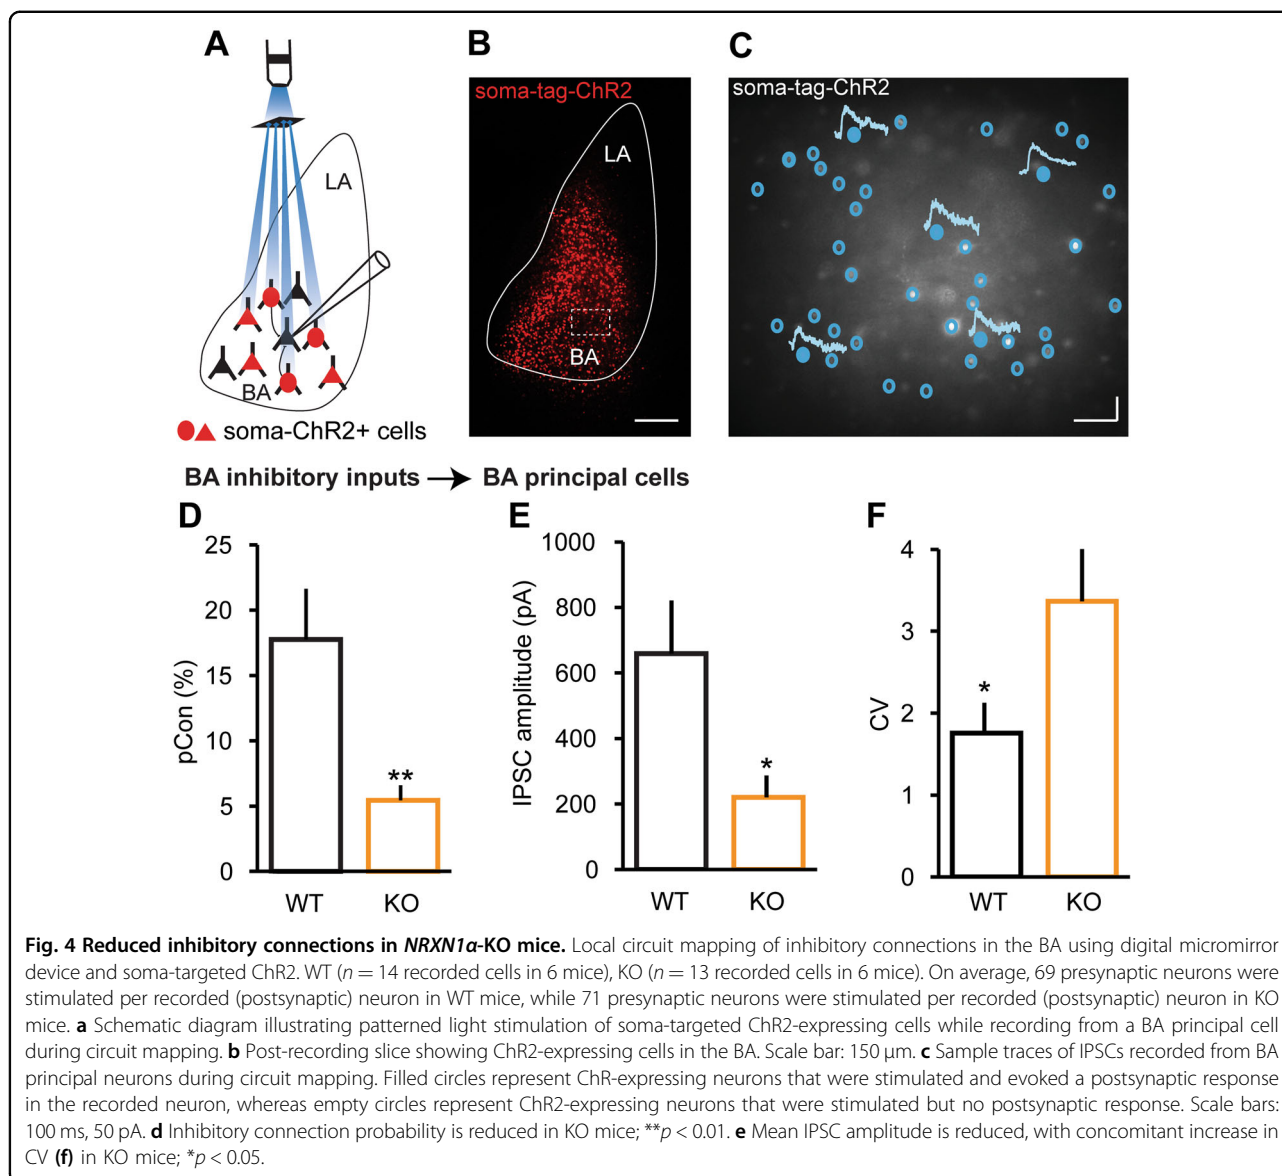 A
LA
BA
soma-ChR2+ cells
B
soma-tag-ChR2
LA
BA
C
soma-tag-ChR2
BA inhibitory inputs → BA principal cells
D
pCon (%)
25
20
15
10
5
0
**
WT
KO
E
IPSC amplitude (pA)
1000
800
600
400
200
0
*
WT
KO
F
CV
4
3
2
1
0
*
WT
KO
Fig. 4 Reduced inhibitory connections in NRXN1α-KO mice. Local circuit mapping of inhibitory connections in the BA using digital micromirror
device and soma-targeted ChR2. WT (n = 14 recorded cells in 6 mice), KO (n = 13 recorded cells in 6 mice). On average, 69 presynaptic neurons were
stimulated per recorded (postsynaptic) neuron in WT mice, while 71 presynaptic neurons were stimulated per recorded (postsynaptic) neuron in KO
mice. a Schematic diagram illustrating patterned light stimulation of soma-targeted ChR2-expressing cells while recording from a BA principal cell
during circuit mapping. b Post-recording slice showing ChR2-expressing cells in the BA. Scale bar: 150 µm. c Sample traces of IPSCs recorded from BA
principal neurons during circuit mapping. Filled circles represent ChR-expressing neurons that were stimulated and evoked a postsynaptic response
in the recorded neuron, whereas empty circles represent ChR2-expressing neurons that were stimulated but no postsynaptic response. Scale bars:
100 ms, 50 pA. d Inhibitory connection probability is reduced in KO mice; **p < 0.01. e Mean IPSC amplitude is reduced, with concomitant increase in
CV (f) in KO mice; *p < 0.05.